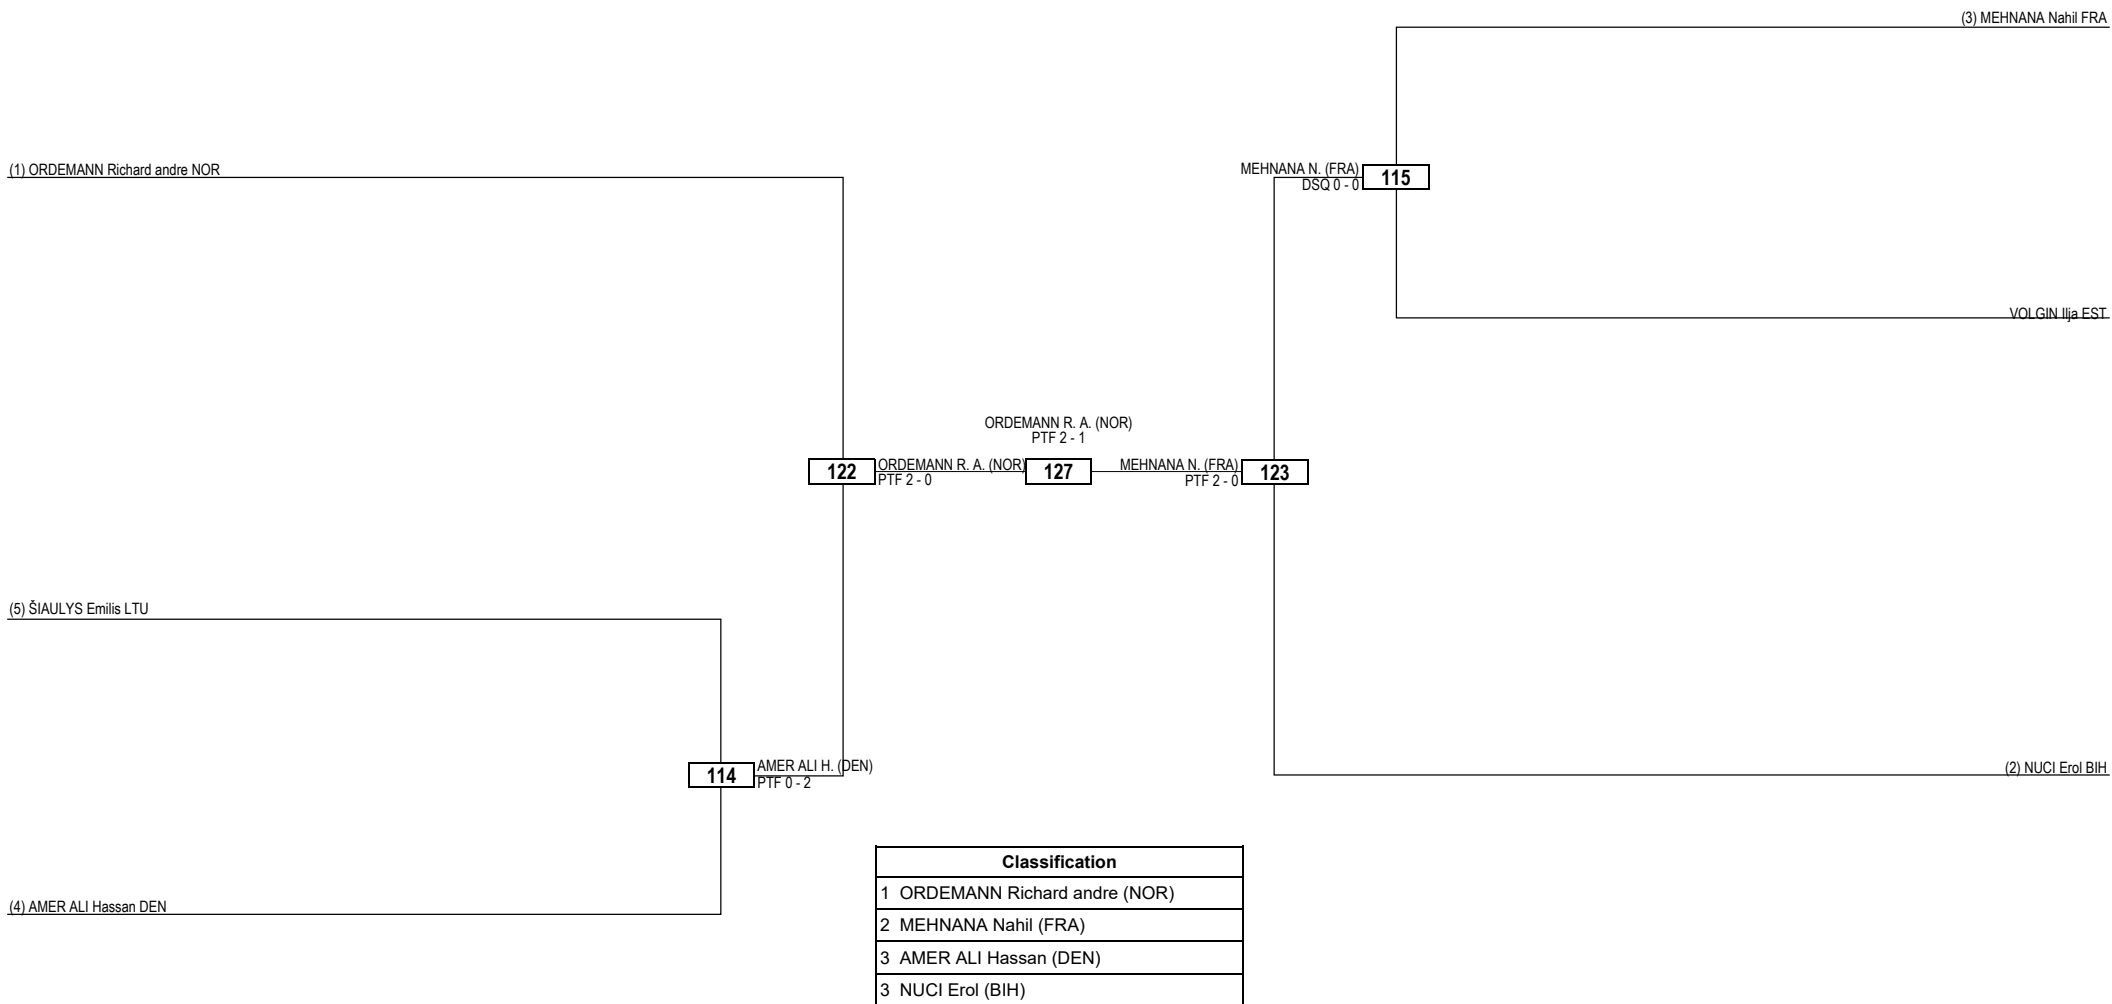 (3) MEHNANA Nahil FRA
(1) ORDEMANN Richard andre NOR
MEHNANA N. (FRA)
DSQ 0 - 0
115
VOLGIN Ilja EST
ORDEMANN R. A. (NOR)
PTF 2 - 1
122
ORDEMANN R. A. (NOR)
PTF 2 - 0
127
MEHNANA N. (FRA)
PTF 2 - 0
123
(5) ŠIAULYS Emilis LTU
114
AMER ALI H. (DEN)
PTF 0 - 2
(2) NUCI Erol BIH
(4) AMER ALI Hassan DEN
Classification
1 ORDEMANN Richard andre (NOR)
2 MEHNANA Nahil (FRA)
3 AMER ALI Hassan (DEN)
3 NUCI Erol (BIH)